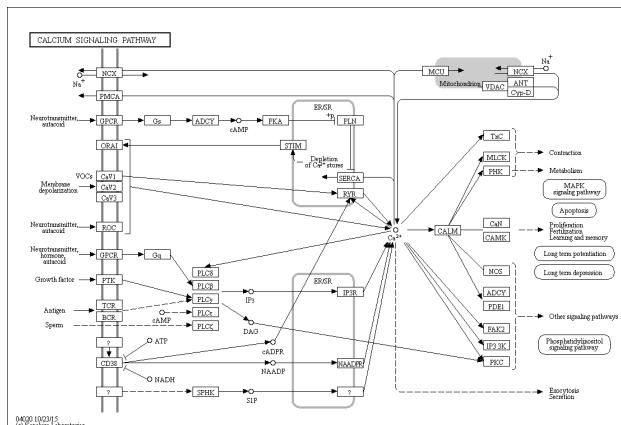 CALCIUM SIGNALING PATHWAY
Na+
NCX
PMCA
Neurotransmitter,
autacoid
GPCR
Gs
ADCY
cAMP
PKA
+p
ER/SR
PLN
ORAI
STIM
Depletion
of Ca2+ stores
SERCA
RYR
VOCs
CaV1
CaV2
CaV3
Membrane
depolarization
Neurotransmitter,
autacoid
ROC
Neurotransmitter,
hormone,
autacoid
GPCR
Gq
Growth factor
PTK
Antigen
TCR
BCR
Sperm
PLCδ
PLCβ
PLCγ
PLCε
PLCζ
cAMP
IP3
DAG
ER/SR
IP3R
?
ATP
CD38
NADH
cADPR
NAADP
NAADPR
?
SPHK
S1P
?
MCU
Mitochondrion
VDAC
NCX
ANT
Cyp-D
Na+
Ca2+
CALM
TnC
MLCK
PHK
CaN
CAMK
NOS
ADCY
PDE1
FAK2
IP3 3K
PKC
Contraction
Metabolism
MAPK
signaling pathway
Apoptosis
Proliferation
Fertilization
Learning and memory
Long term potentiation
Long term depression
Other signaling pathways
Phosphatidylinositol
signaling pathway
Exocytosis
Secretion
04020 10/23/15
(c) Kanehisa Laboratories